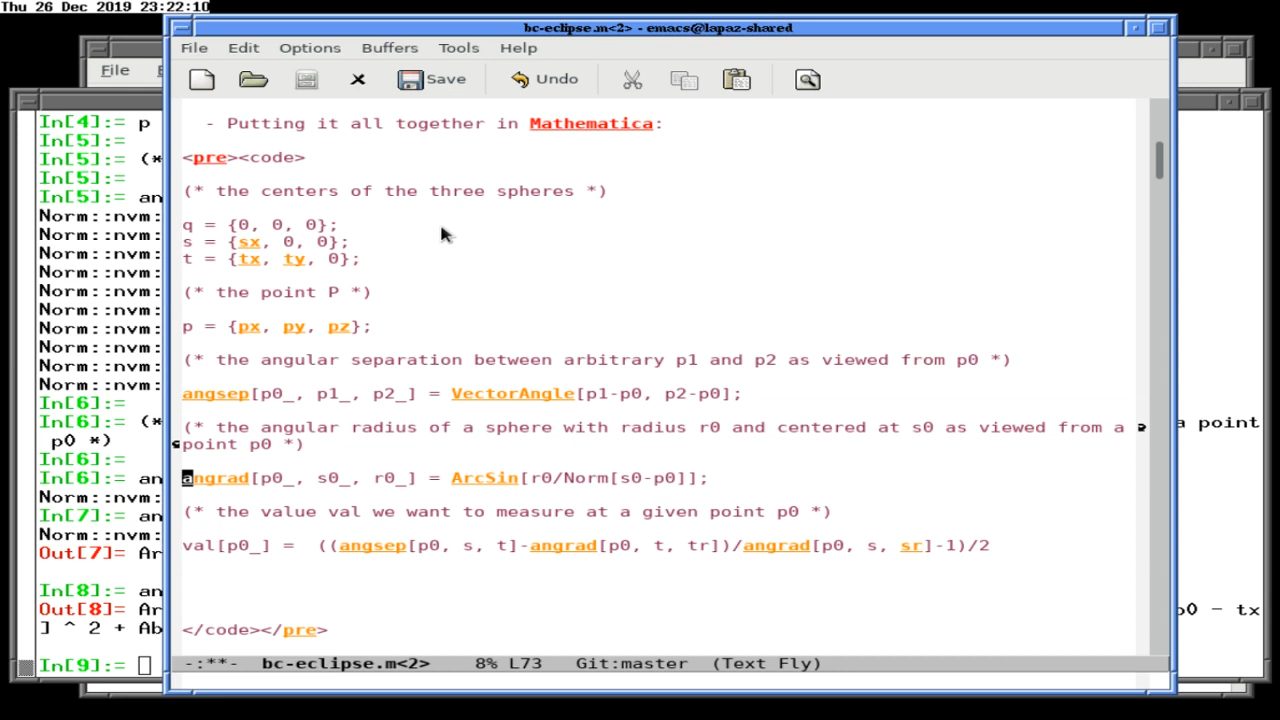 Thu 26 Dec 2019 23:22:10
bc-eclipse.m<2> - emacs@lapaz-shared
File Edit Options Buffers Tools Help
Save Undo
- Putting it all together in Mathematica:
<pre><code>
(* the centers of the three spheres *)
q = {0, 0, 0};
s = {sx, 0, 0};
t = {tx, ty, 0};
(* the point P *)
p = {px, py, pz};
(* the angular separation between arbitrary p1 and p2 as viewed from p0 *)
angsep[p0_, p1_, p2_] = VectorAngle[p1-p0, p2-p0];
(* the angular radius of a sphere with radius r0 and centered at s0 as viewed from a
point p0 *)
angrad[p0_, s0_, r0_] = ArcSin[r0/Norm[s0-p0]];
(* the value val we want to measure at a given point p0 *)
val[p0_] =  ((angsep[p0, s, t]-angrad[p0, t, tr])/angrad[p0, s, sr]-1)/2
</code></pre>
-:**-  bc-eclipse.m<2>    8% L73    Git:master  (Text Fly)
File
In[4]:= p
In[5]:=
In[5]:= (*
In[5]:=
In[5]:= an
Norm::nvm:
Norm::nvm:
Norm::nvm:
Norm::nvm:
Norm::nvm:
Norm::nvm:
Norm::nvm:
Norm::nvm:
Norm::nvm:
Norm::nvm:
In[6]:=
In[6]:= (* a point
p0 *)
In[6]:=
In[6]:= an
Norm::nvm:
In[7]:= an
Norm::nvm:
Out[7]= Ar
In[8]:= an
Out[8]= Ar p0 - tx
] ^ 2 + Ab
In[9]:=